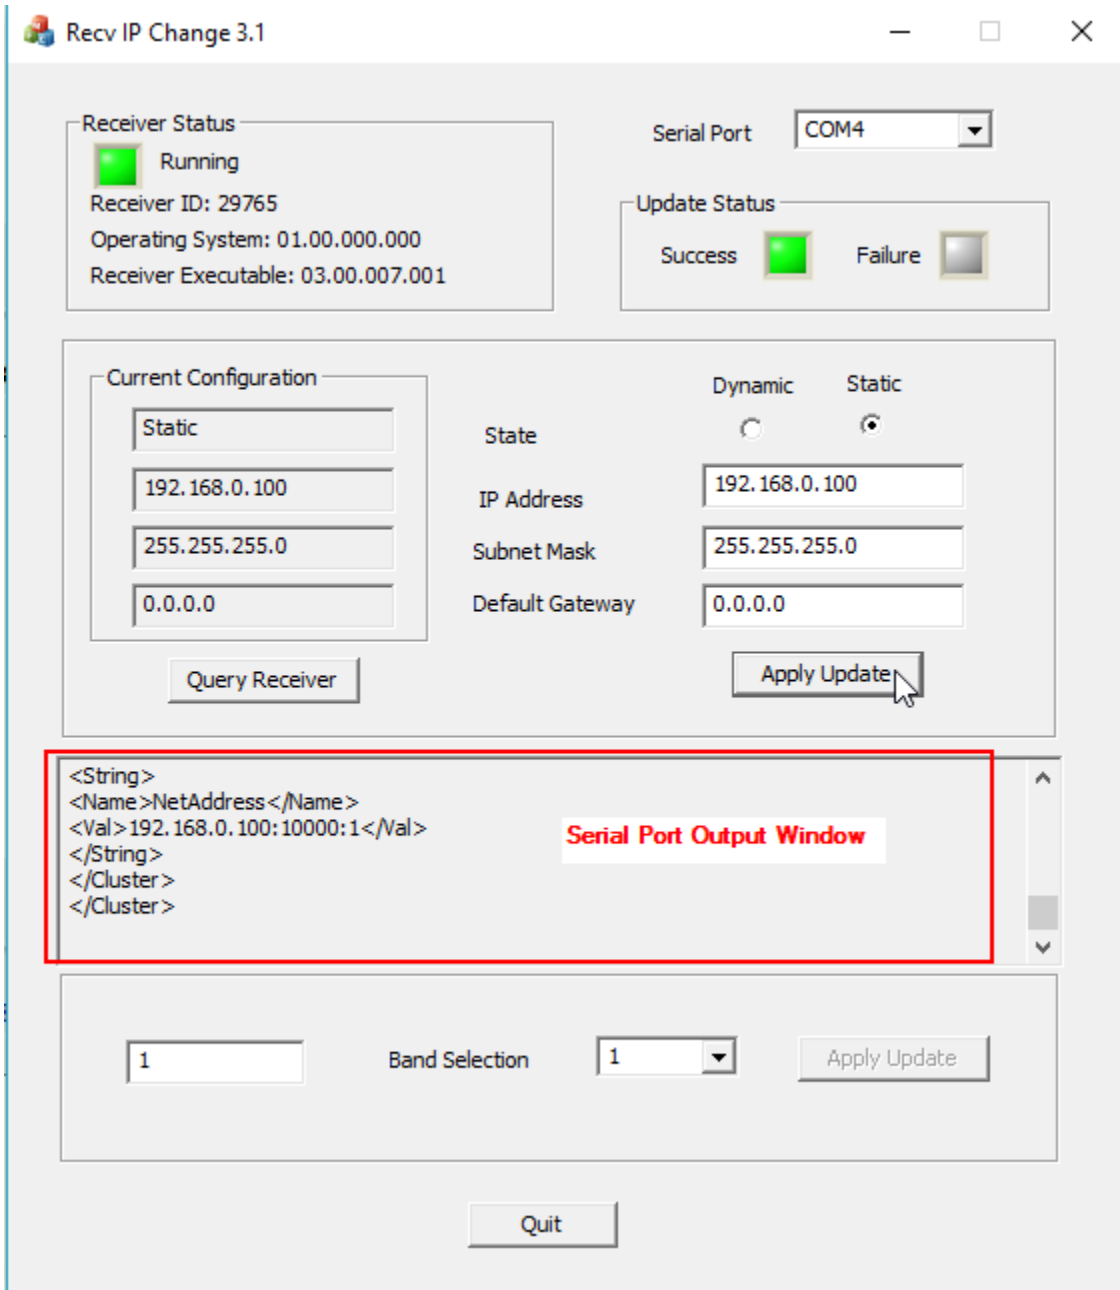 Recv IP Change 3.1
Receiver Status
Running
Receiver ID: 29765
Operating System: 01.00.000.000
Receiver Executable: 03.00.007.001
Serial Port COM4
Update Status
Success Failure
Current Configuration
Static
192.168.0.100
255.255.255.0
0.0.0.0
Query Receiver
Dynamic Static
State
IP Address 192.168.0.100
Subnet Mask 255.255.255.0
Default Gateway 0.0.0.0
Apply Update
<String>
<Name>NetAddress</Name>
<Val>192.168.0.100:10000:1</Val>
</String>
</Cluster>
</Cluster>
Serial Port Output Window
1 Band Selection 1 Apply Update
Quit